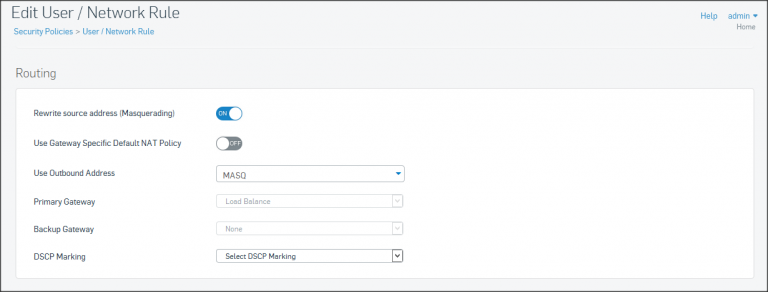 Edit User / Network Rule
Help admin
Security Policies > User / Network Rule
Home
Routing
Rewrite source address (Masquerading) ON
Use Gateway Specific Default NAT Policy OFF
Use Outbound Address MASQ
Primary Gateway Load Balance
Backup Gateway None
DSCP Marking Select DSCP Marking